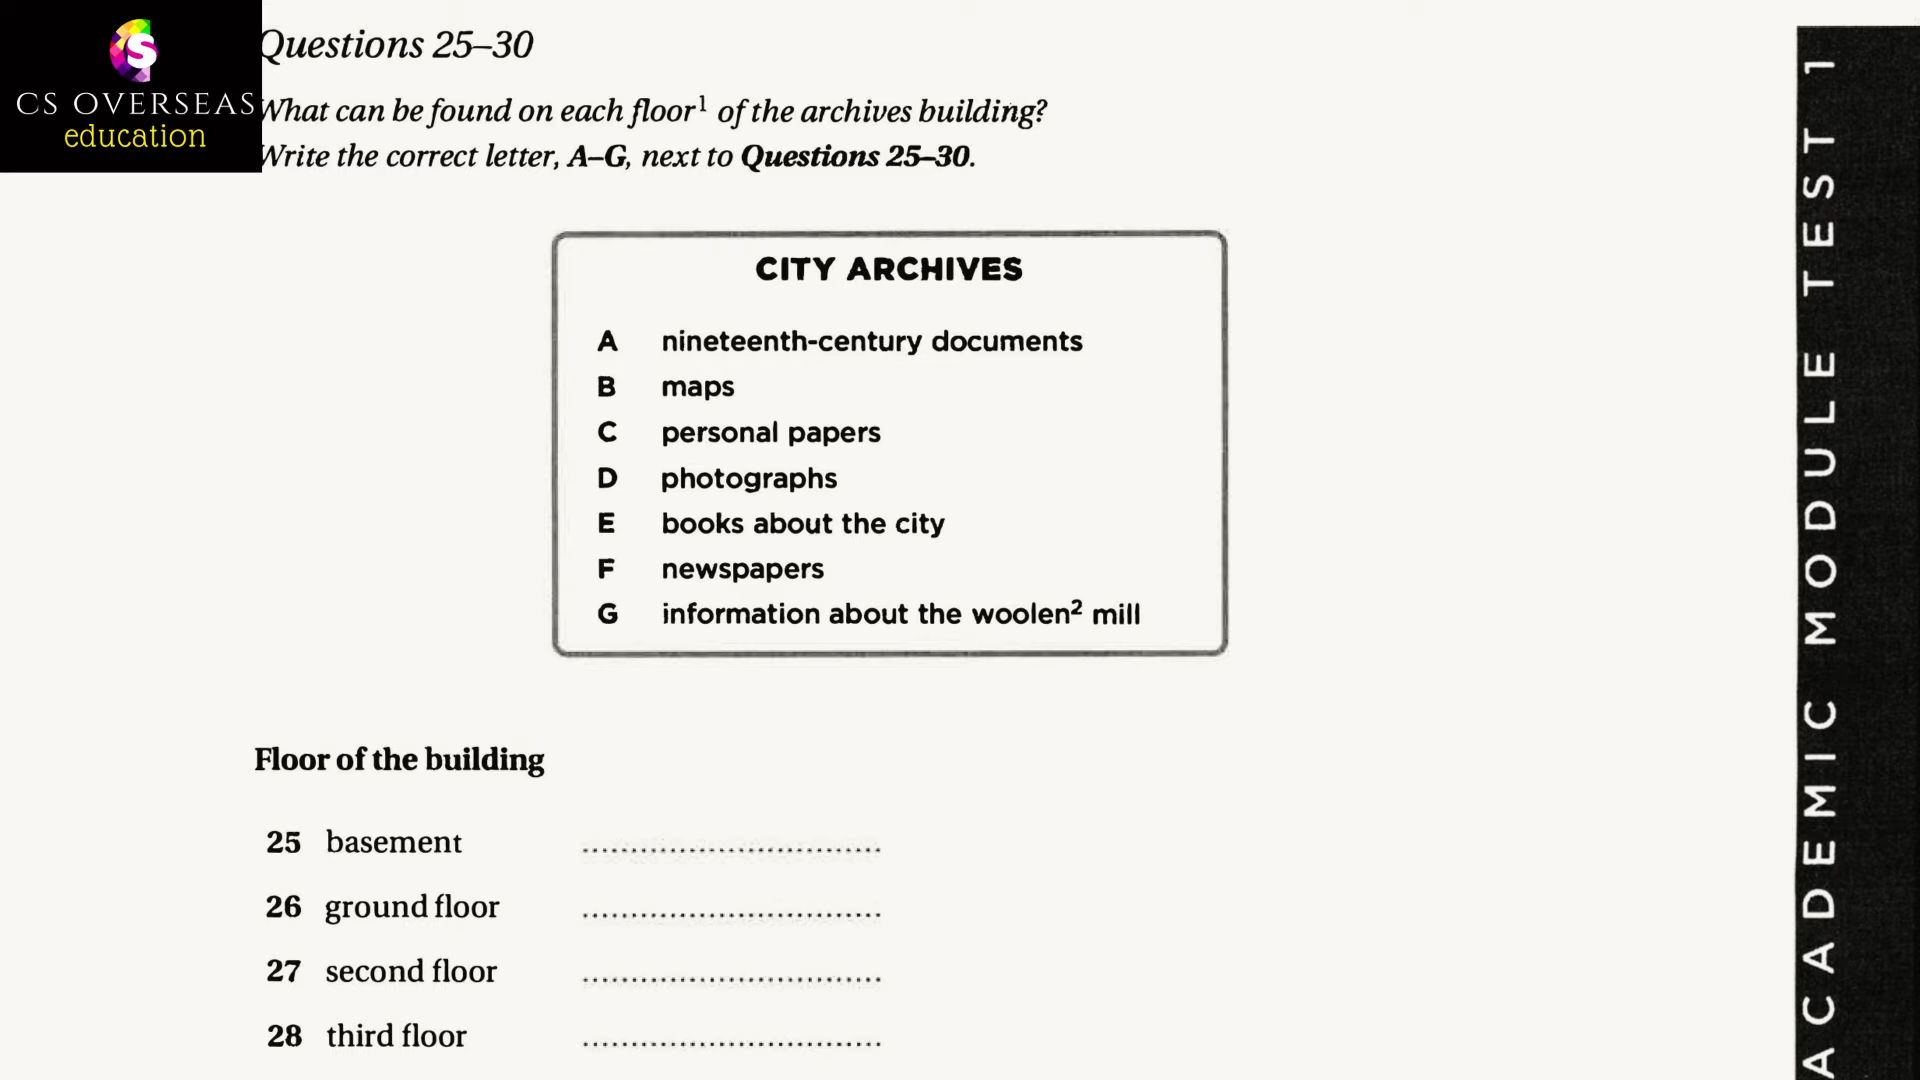 CS OVERSEAS
education
Questions 25–30
What can be found on each floor¹ of the archives building?
Write the correct letter, A–G, next to Questions 25–30.
CITY ARCHIVES
A nineteenth-century documents
B maps
C personal papers
D photographs
E books about the city
F newspapers
G information about the woolen² mill
Floor of the building
25 basement ..............................
26 ground floor ..............................
27 second floor ..............................
28 third floor ..............................
ACADEMIC MODULE TEST 1